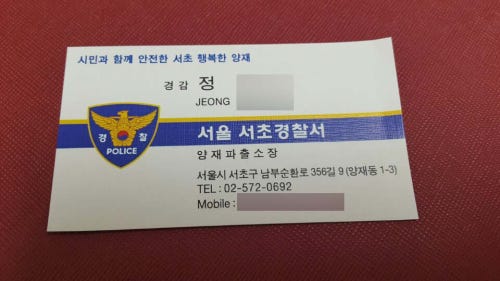 시민과 함께 안전한 서초 행복한 양재
경감 정
JEONG
경 찰
POLICE
서울 서초경찰서
양재파출소장
서울시 서초구 남부순환로 356길 9 (양재동 1-3)
TEL : 02-572-0692
Mobile :